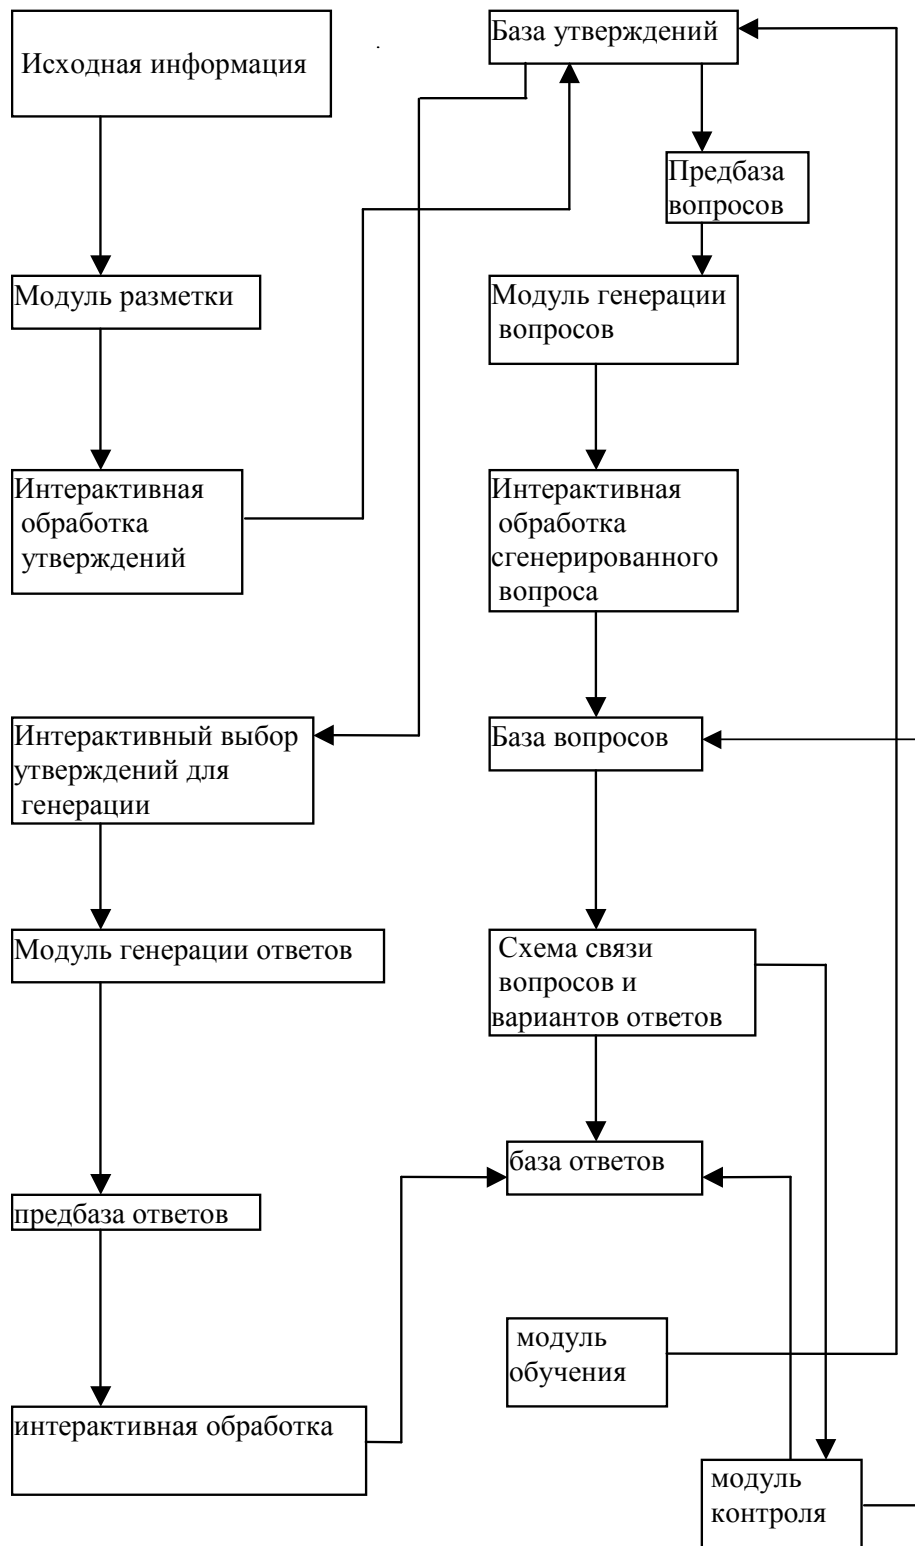 Исходная информация
Модуль разметки
Интерактивная
обработка
утверждений
Интерактивный выбор
утверждений для
генерации
Модуль генерации ответов
предбаза ответов
интерактивная обработка
База утверждений
Предбаза
вопросов
Модуль генерации
вопросов
Интерактивная
обработка
сгенерированного
вопроса
База вопросов
Схема связи
вопросов и
вариантов ответов
база ответов
модуль
обучения
модуль
контроля